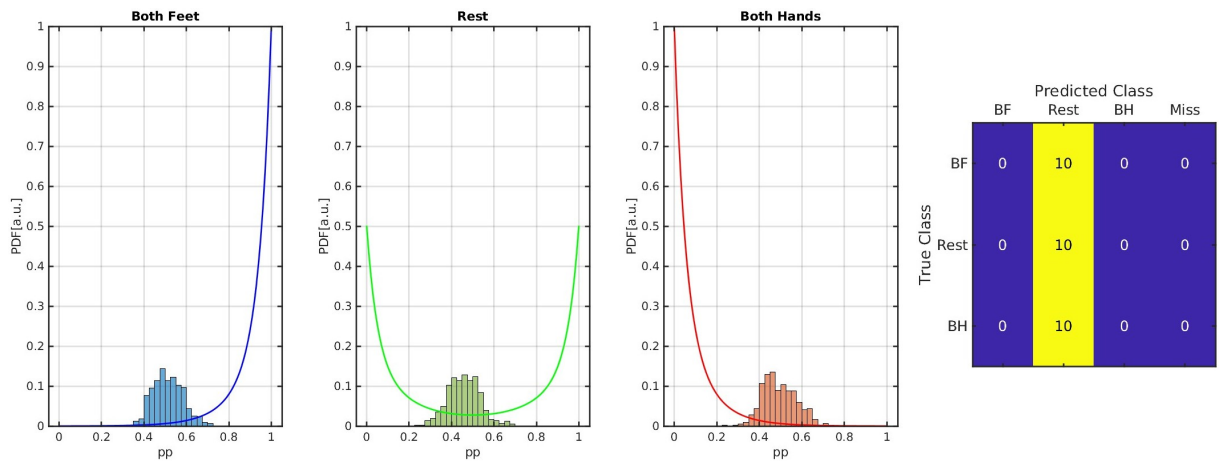 Both Feet
1
0.9
0.8
0.7
0.6
0.5
0.4
0.3
0.2
0.1
0
PDF[a.u.]
0 0.2 0.4 0.6 0.8 1
pp
Rest
1
0.9
0.8
0.7
0.6
0.5
0.4
0.3
0.2
0.1
0
PDF[a.u.]
0 0.2 0.4 0.6 0.8 1
pp
Both Hands
1
0.9
0.8
0.7
0.6
0.5
0.4
0.3
0.2
0.1
0
PDF[a.u.]
0 0.2 0.4 0.6 0.8 1
pp
Predicted Class
BF Rest BH Miss
True Class
BF 0 10 0 0
Rest 0 10 0 0
BH 0 10 0 0